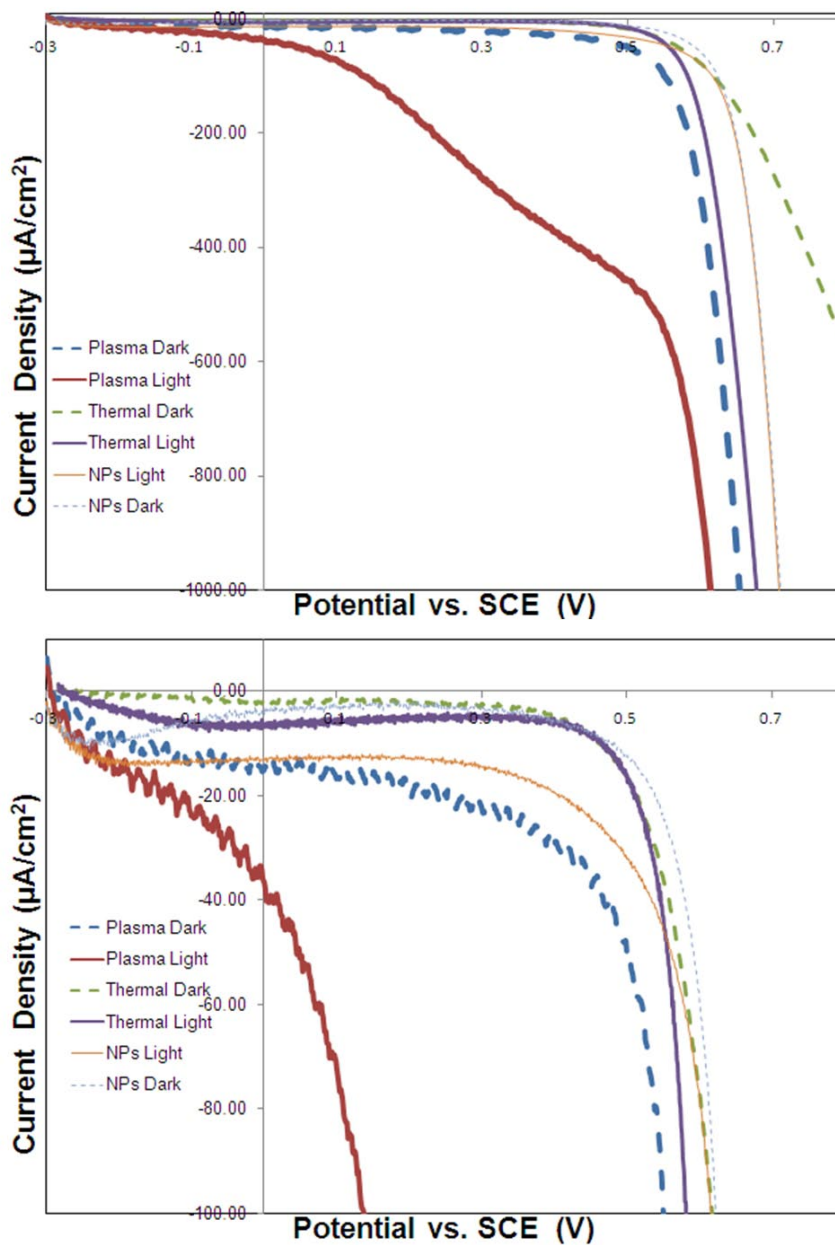 0.00
-0.3 -0.1 0.1 0.3 0.5 0.7
-200.00
-400.00
-600.00
-800.00
-1000.00
Current Density (µA/cm²)
Plasma Dark
Plasma Light
Thermal Dark
Thermal Light
NPs Light
NPs Dark
Potential vs. SCE (V)
0.00
-0.3 -0.1 0.1 0.3 0.5 0.7
-20.00
-40.00
-60.00
-80.00
-100.00
Current Density (µA/cm²)
Plasma Dark
Plasma Light
Thermal Dark
Thermal Light
NPs Light
NPs Dark
Potential vs. SCE (V)